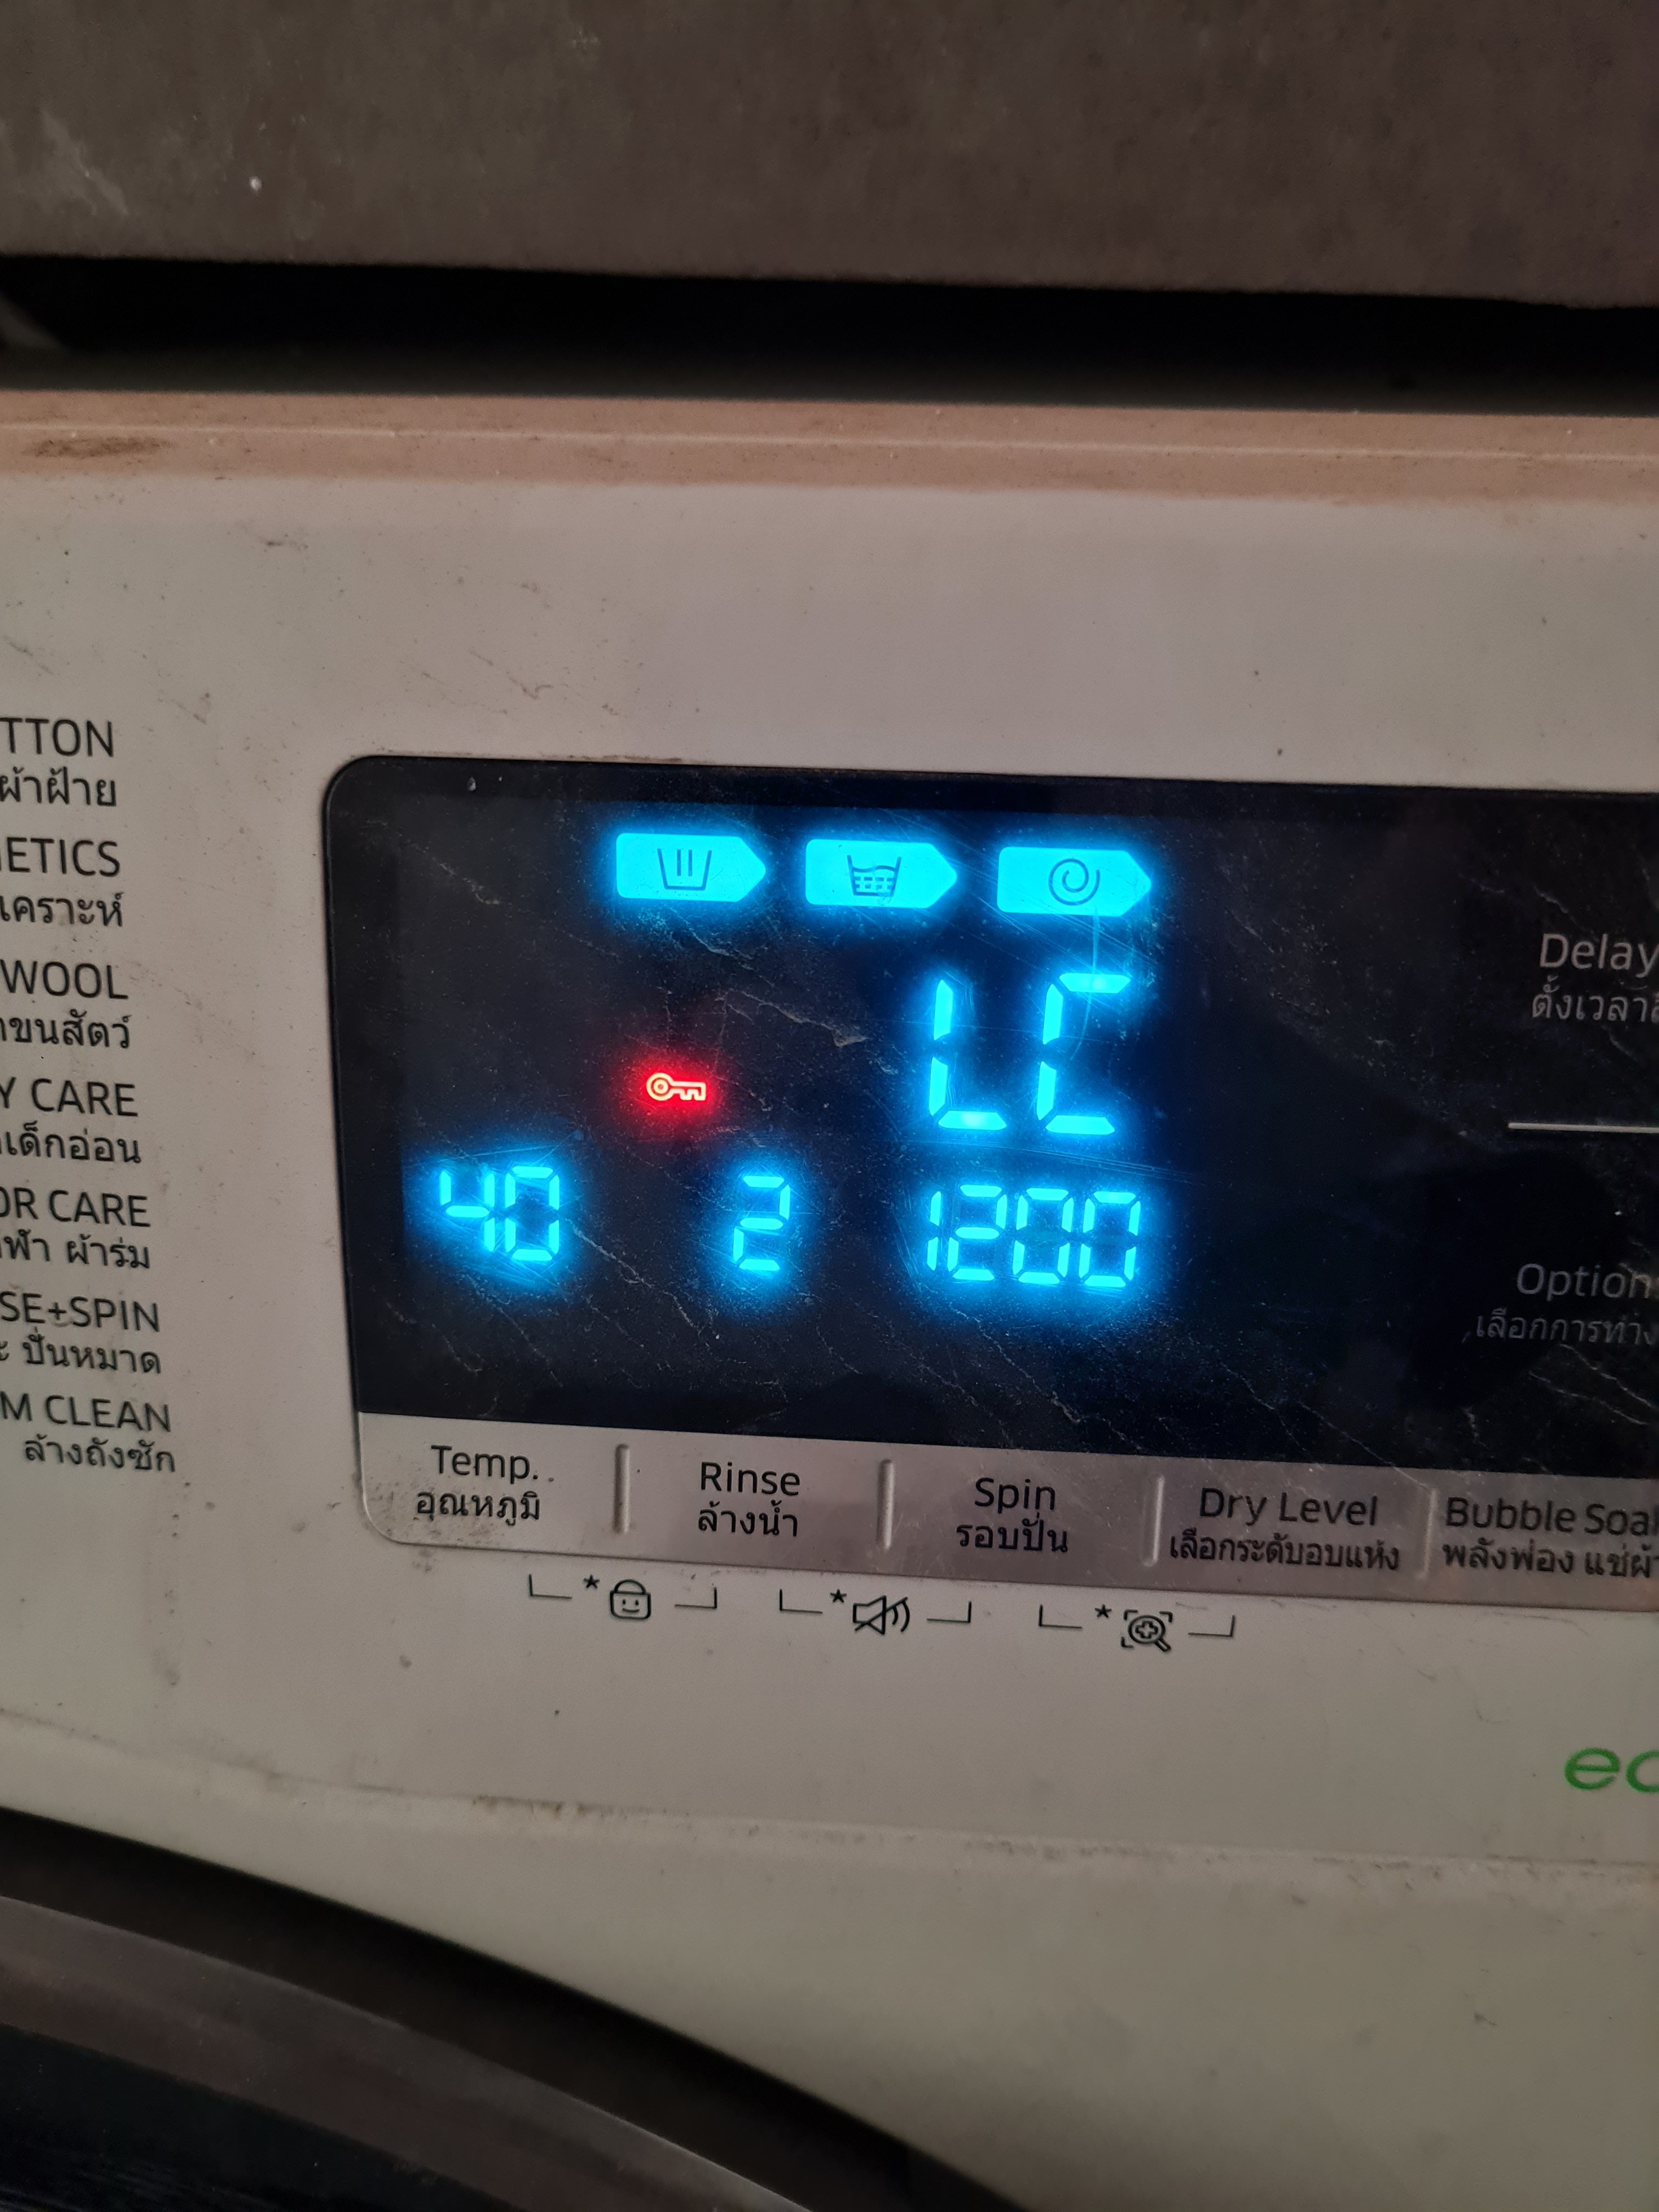 TTON
ผ้าฝ้าย
ETICS
เคราะห์
WOOL
ขนสัตว์
Y CARE
เด็กอ่อน
OR CARE
ฟ้า ผ้าร่ม
SE+SPIN
ะ ปั่นหมาด
M CLEAN
ล้างถังซัก
LC
40 2 1200
Delay
ตั้งเวลา
Option
เลือกการทำง
Temp.
อุณหภูมิ
Rinse
ล้างน้ำ
Spin
รอบปั่น
Dry Level
เลือกระดับอบแห้ง
Bubble Soa
พลังฟอง แช่ผ้
* * *
ec